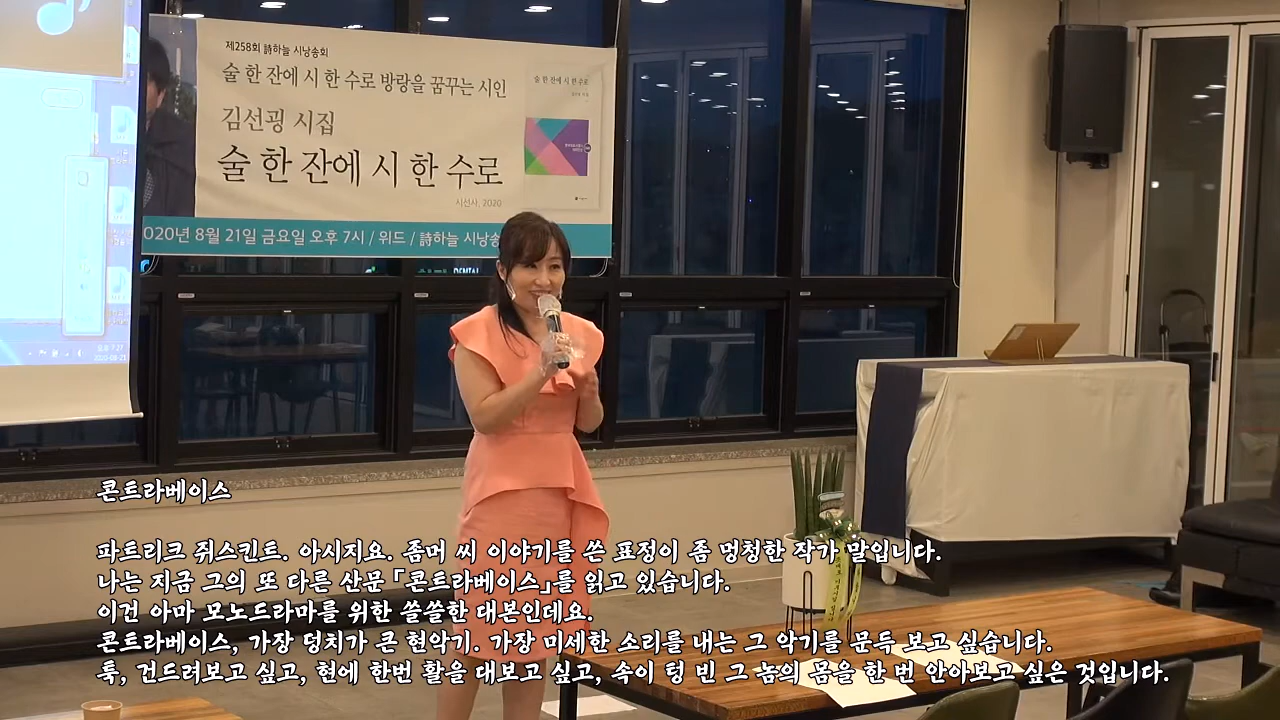 제258회 詩하늘 시낭송회
술 한 잔에 시 한 수로 방랑을 꿈꾸는 시인
김선굉 시집
술 한 잔에 시 한 수로
시선사, 2020
020년 8월 21일 금요일 오후 7시 / 위드 / 詩하늘 시낭송
술 한 잔에 시 한 수로
DENTAL
오후 7:27
2020-08-21
콘트라베이스
파트리크 쥐스킨트. 아시지요. 좀머 씨 이야기를 쓴 표정이 좀 멍청한 작가 말입니다.
나는 지금 그의 또 다른 산문 「콘트라베이스」를 읽고 있습니다.
이건 아마 모노드라마를 위한 쓸쓸한 대본인데요.
콘트라베이스, 가장 덩치가 큰 현악기. 가장 미세한 소리를 내는 그 악기를 문득 보고 싶습니다.
툭, 건드려보고 싶고, 현에 한번 활을 대보고 싶고, 속이 텅 빈 그 놈의 몸을 한 번 안아보고 싶은 것입니다.